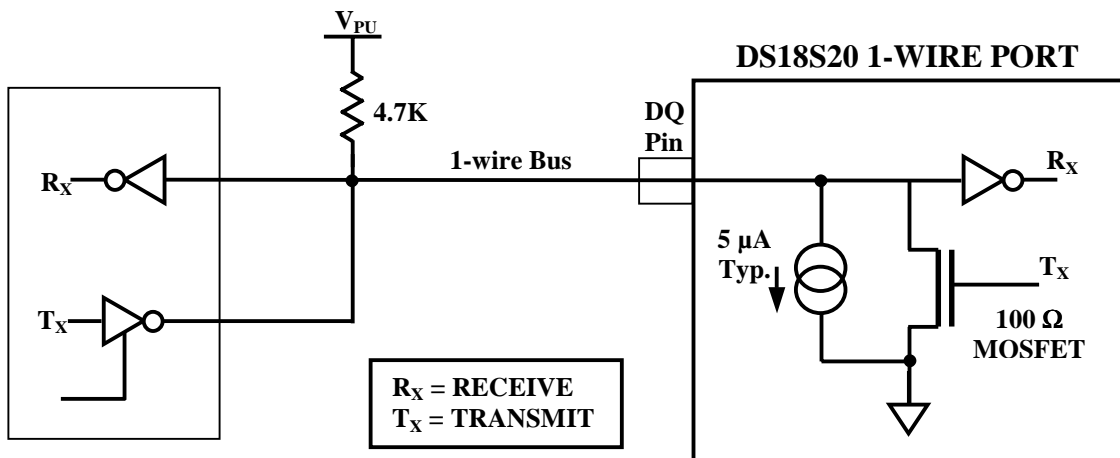 V_PU
DS18S20 1-WIRE PORT
4.7K
DQ
Pin
1-wire Bus
R_X
R_X
5 µA
Typ.
T_X
T_X
100 Ω
MOSFET
R_X = RECEIVE
T_X = TRANSMIT